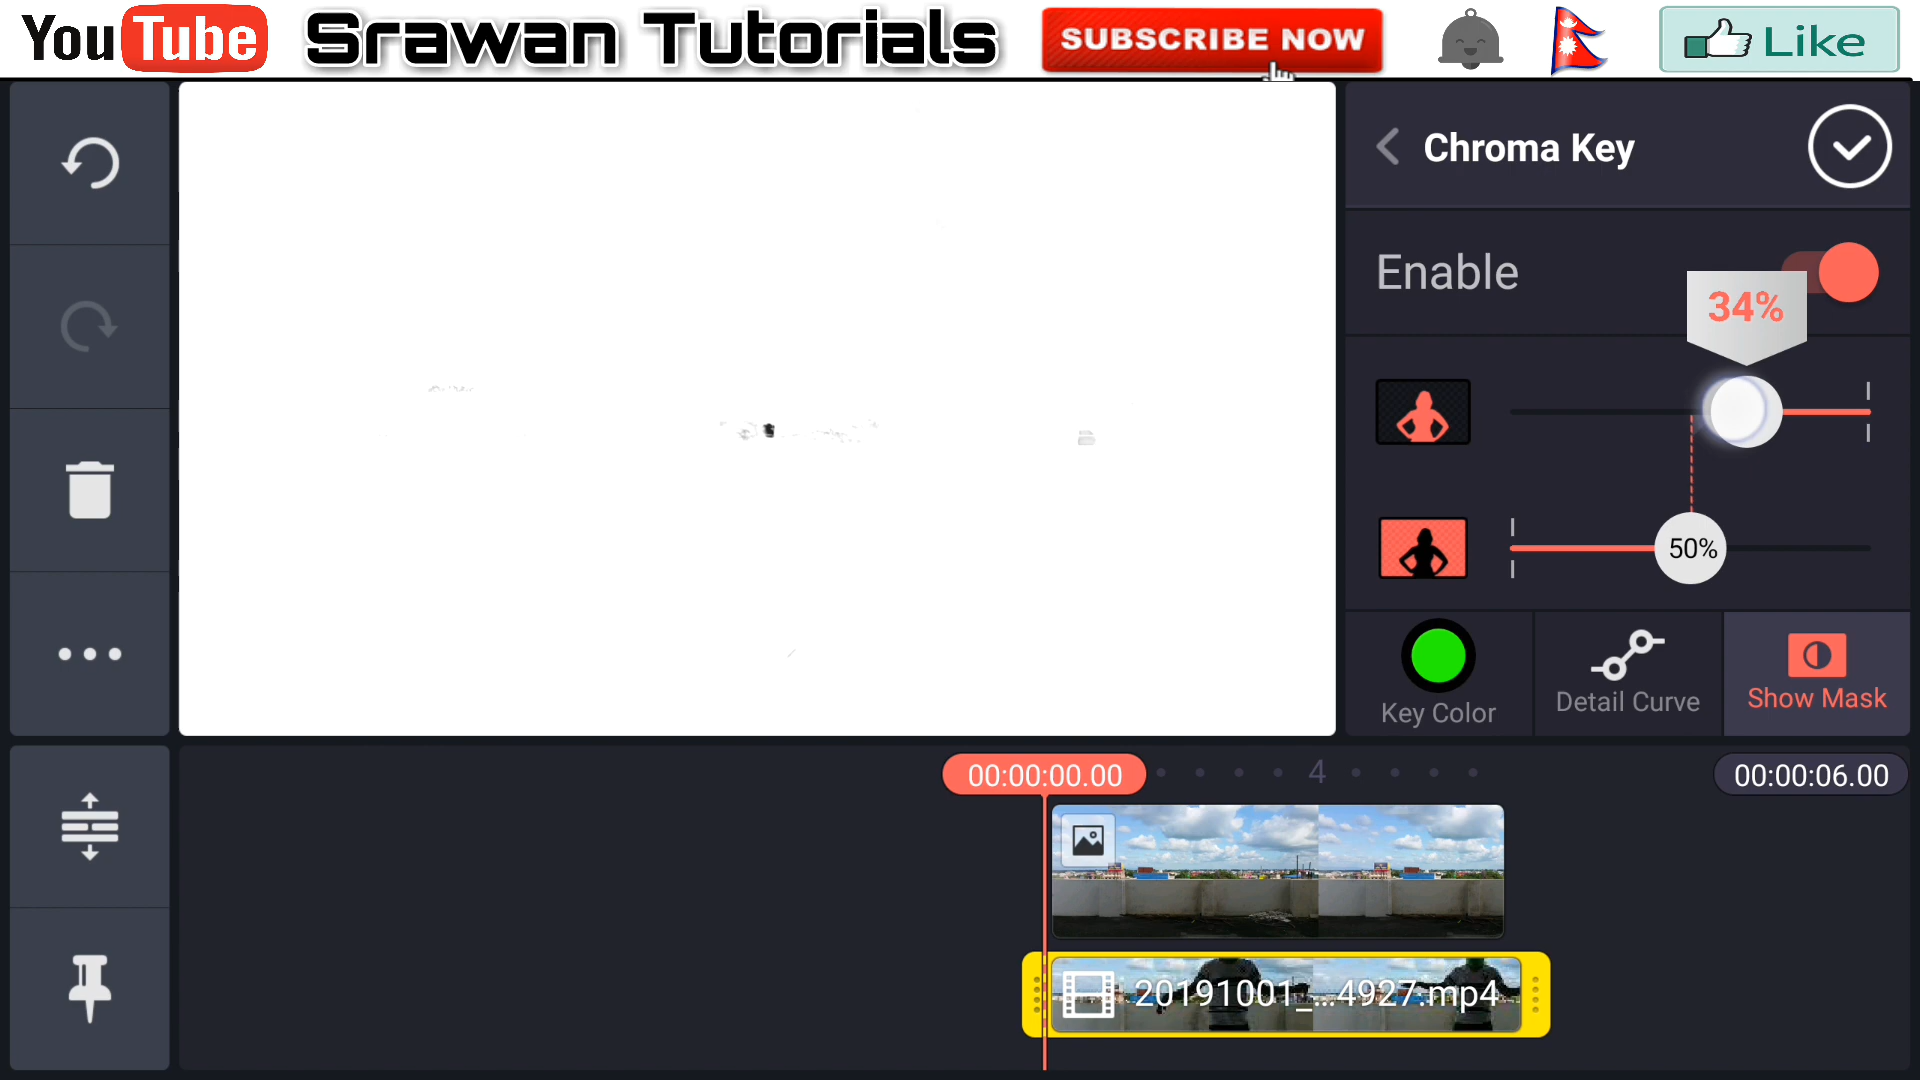 YouTube Srawan Tutorials SUBSCRIBE NOW Like
Chroma Key
Enable
34%
50%
Key Color Detail Curve Show Mask
00:00:00.00 4 00:00:06.00
20191001_...4927.mp4